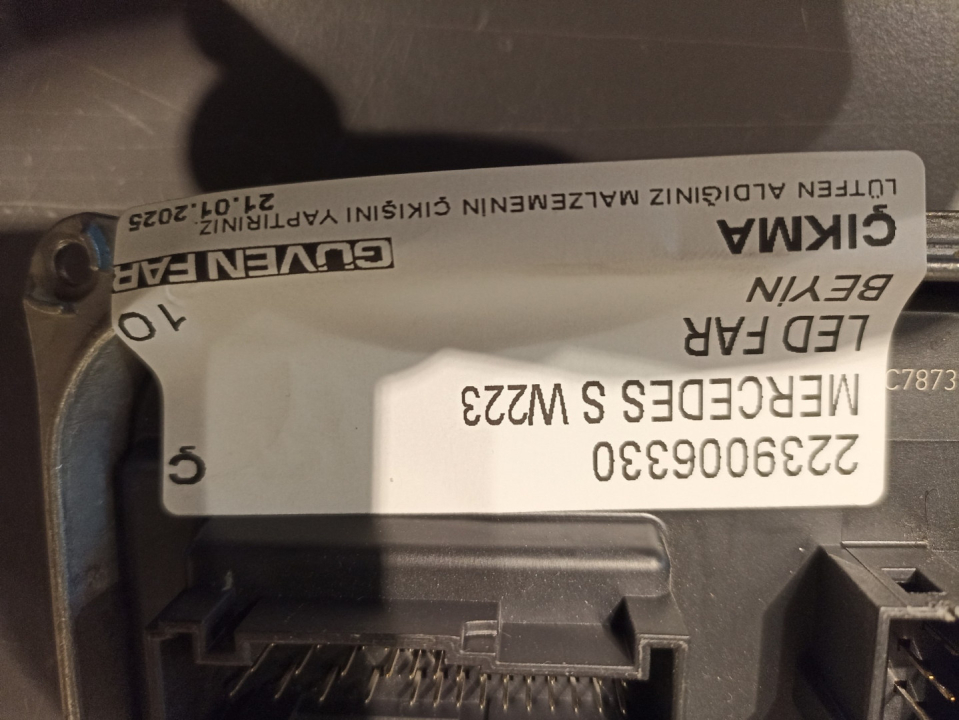 2239006330
MERCEDES S W223
LED FAR
BEYİN
ÇIKMA
LÜTFEN ALDIĞINIZ MALZEMENİN ÇIKIŞINI YAPTIRINIZ.
21.01.2025
GÜVEN FAR
10
Ç
C7873